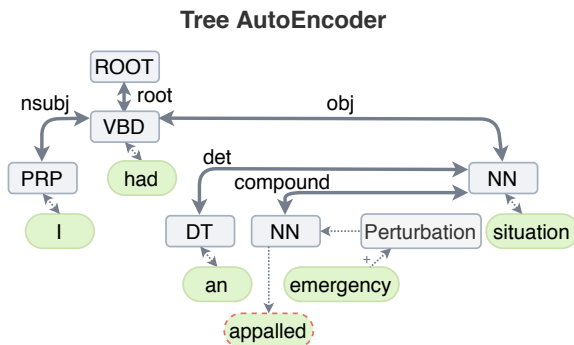 Tree AutoEncoder
ROOT
nsubj root obj
VBD
det
PRP had compound NN
I DT NN Perturbation situation
+
an emergency
appalled